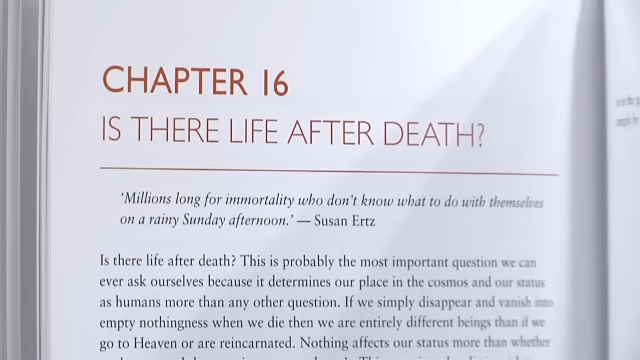 CHAPTER 16
IS THERE LIFE AFTER DEATH?
'Millions long for immortality who don't know what to do with themselves
on a rainy Sunday afternoon.' — Susan Ertz
Is there life after death? This is probably the most important question we can
ever ask ourselves because it determines our place in the cosmos and our status
as humans more than any other question. If we simply disappear and vanish into
empty nothingness when we die then we are entirely different beings than if we
go to Heaven or are reincarnated. Nothing affects our status more than whether